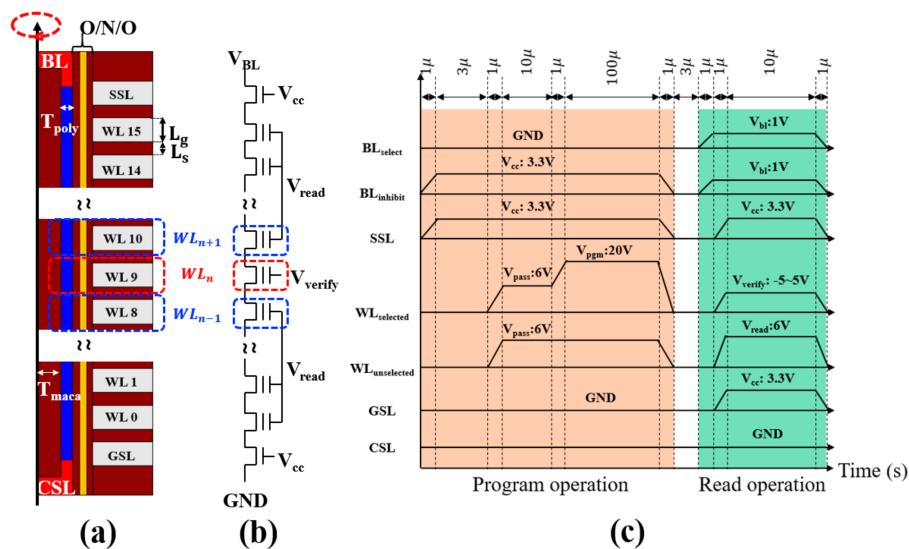 O/N/O
BL
SSL
T_poly
WL 15
L_g
L_s
WL 14
WL 10
WL_{n+1}
WL 9
WL_n
WL 8
WL_{n-1}
WL 1
T_maca
WL 0
GSL
CSL
(a)
V_BL
V_cc
V_read
V_verify
V_read
V_cc
GND
(b)
1μ
3μ
1μ
10μ
1μ
100μ
1μ
3μ
1μ
1μ
10μ
1μ
BL_select
GND
V_bl:1V
BL_inhibit
V_cc: 3.3V
V_bl:1V
SSL
V_cc: 3.3V
V_cc: 3.3V
WL_selected
V_pass:6V
V_pgm:20V
V_verify: -5~5V
WL_unselected
V_pass:6V
V_read:6V
GSL
GND
V_cc: 3.3V
CSL
GND
Time (s)
Program operation
Read operation
(c)